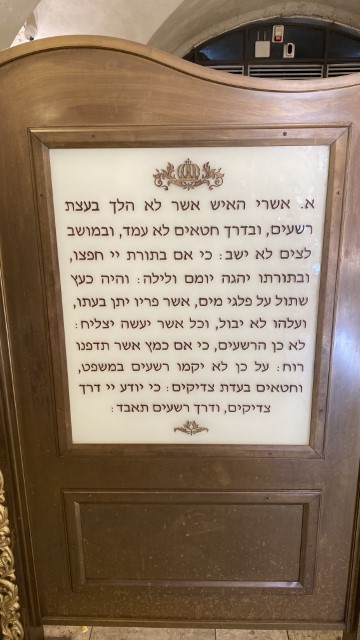 א. אשרי האיש אשר לא הלך בעצת
רשעים, ובדרך חטאים לא עמד, ובמושב
לצים לא ישב: כי אם בתורת יי חפצו,
ובתורתו יהגה יומם ולילה: והיה כעץ
שתול על פלגי מים, אשר פריו יתן בעתו,
ועלהו לא יבול, וכל אשר יעשה יצליח:
לא כן הרשעים, כי אם כמץ אשר תדפנו
רוח: על כן לא יקמו רשעים במשפט,
וחטאים בעדת צדיקים: כי יודע יי דרך
צדיקים, ודרך רשעים תאבד: